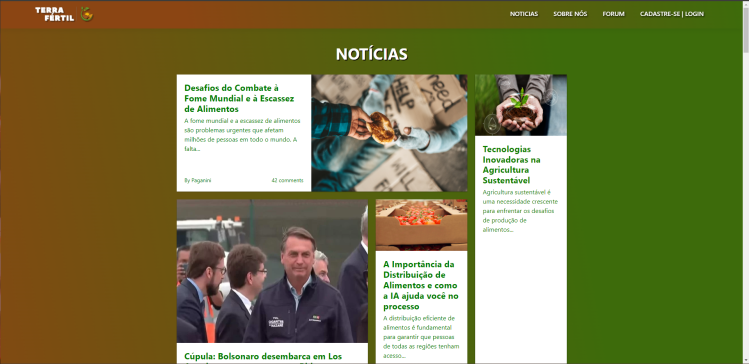 TERRA
FÉRTIL
NOTICIAS
SOBRE NÓS
FORUM
CADASTRE-SE | LOGIN
NOTÍCIAS
Desafios do Combate à
Fome Mundial e à Escassez
de Alimentos
A fome mundial e a escassez de alimentos
são problemas urgentes que afetam
milhões de pessoas em todo o mundo. A
falta...
By Paganini
42 comments
HELP
need
Tecnologias
Inovadoras na
Agricultura
Sustentável
Agricultura sustentável é
uma necessidade crescente
para enfrentar os desafios
de produção de
alimentos...
A Importância da
Distribuição de
Alimentos e como
a IA ajuda você no
processo
A distribuição eficiente de
alimentos é fundamental
para garantir que pessoas
de todas as regiões tenham
acesso...
Cúpula: Bolsonaro desembarca em Los